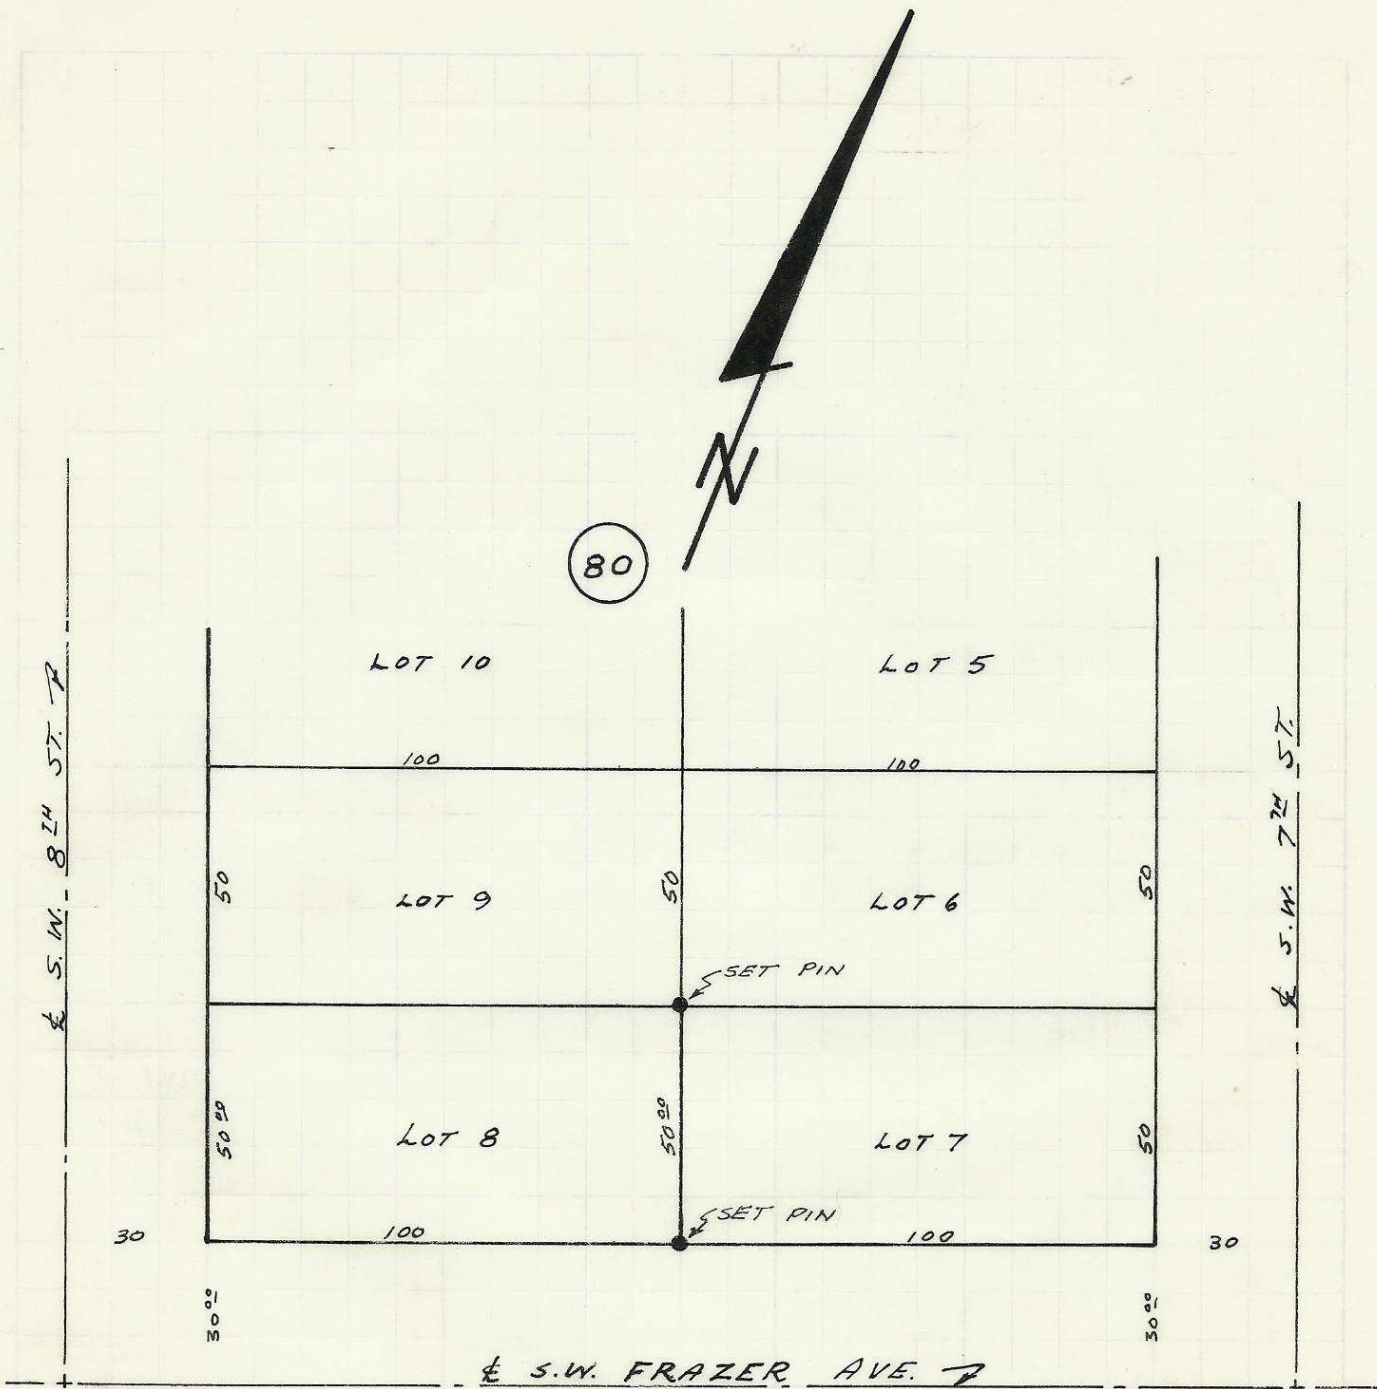 N
80
LOT 10
LOT 5
100
100
℄ S.W. 8TH ST.
℄ S.W. 7TH ST.
50
LOT 9
50
LOT 6
50
SET PIN
50 00
LOT 8
50 00
LOT 7
50
SET PIN
30
100
100
30
30 00
30 00
℄ S.W. FRAZER AVE.